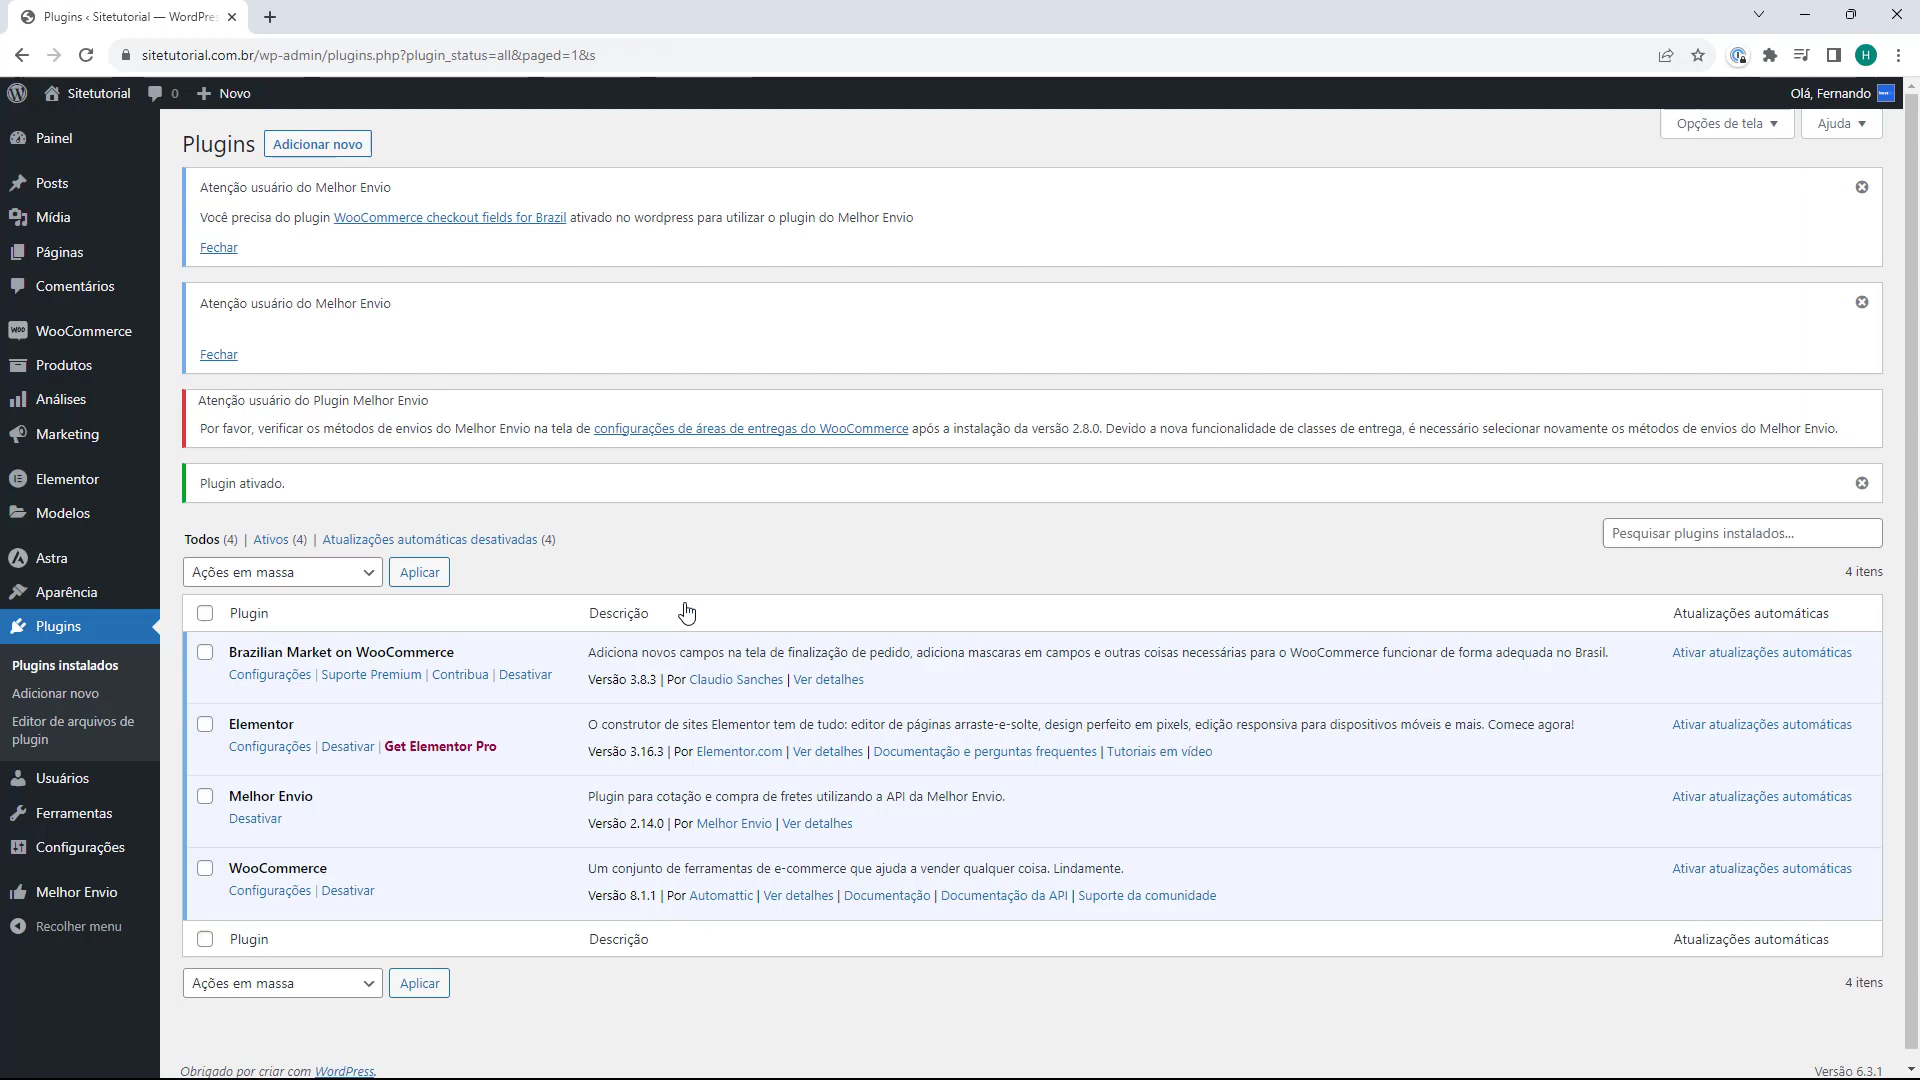 Plugins ‹ Sitetutorial — WordPre
sitetutorial.com.br/wp-admin/plugins.php?plugin_status=all&paged=1&s
H
Sitetutorial
0
Novo
Olá, Fernando
Painel
Posts
Mídia
Páginas
Comentários
WooCommerce
Produtos
Análises
Marketing
Elementor
Modelos
Astra
Aparência
Plugins
Plugins instalados
Adicionar novo
Editor de arquivos de
plugin
Usuários
Ferramentas
Configurações
Melhor Envio
Recolher menu
Opções de tela
Ajuda
Plugins
Adicionar novo
Atenção usuário do Melhor Envio
Você precisa do plugin WooCommerce checkout fields for Brazil ativado no wordpress para utilizar o plugin do Melhor Envio
Fechar
Atenção usuário do Melhor Envio
Fechar
Atenção usuário do Plugin Melhor Envio
Por favor, verificar os métodos de envios do Melhor Envio na tela de configurações de áreas de entregas do WooCommerce após a instalação da versão 2.8.0. Devido a nova funcionalidade de classes de entrega, é necessário selecionar novamente os métodos de envios do Melhor Envio.
Plugin ativado.
Todos (4) | Ativos (4) | Atualizações automáticas desativadas (4)
Pesquisar plugins instalados...
Ações em massa
Aplicar
4 itens
Plugin
Descrição
Atualizações automáticas
Brazilian Market on WooCommerce
Configurações | Suporte Premium | Contribua | Desativar
Adiciona novos campos na tela de finalização de pedido, adiciona mascaras em campos e outras coisas necessárias para o WooCommerce funcionar de forma adequada no Brasil.
Versão 3.8.3 | Por Claudio Sanches | Ver detalhes
Ativar atualizações automáticas
Elementor
Configurações | Desativar | Get Elementor Pro
O construtor de sites Elementor tem de tudo: editor de páginas arraste-e-solte, design perfeito em pixels, edição responsiva para dispositivos móveis e mais. Comece agora!
Versão 3.16.3 | Por Elementor.com | Ver detalhes | Documentação e perguntas frequentes | Tutoriais em vídeo
Ativar atualizações automáticas
Melhor Envio
Desativar
Plugin para cotação e compra de fretes utilizando a API da Melhor Envio.
Versão 2.14.0 | Por Melhor Envio | Ver detalhes
Ativar atualizações automáticas
WooCommerce
Configurações | Desativar
Um conjunto de ferramentas de e-commerce que ajuda a vender qualquer coisa. Lindamente.
Versão 8.1.1 | Por Automattic | Ver detalhes | Documentação | Documentação da API | Suporte da comunidade
Ativar atualizações automáticas
Plugin
Descrição
Atualizações automáticas
Ações em massa
Aplicar
4 itens
Obrigado por criar com WordPress.
Versão 6.3.1